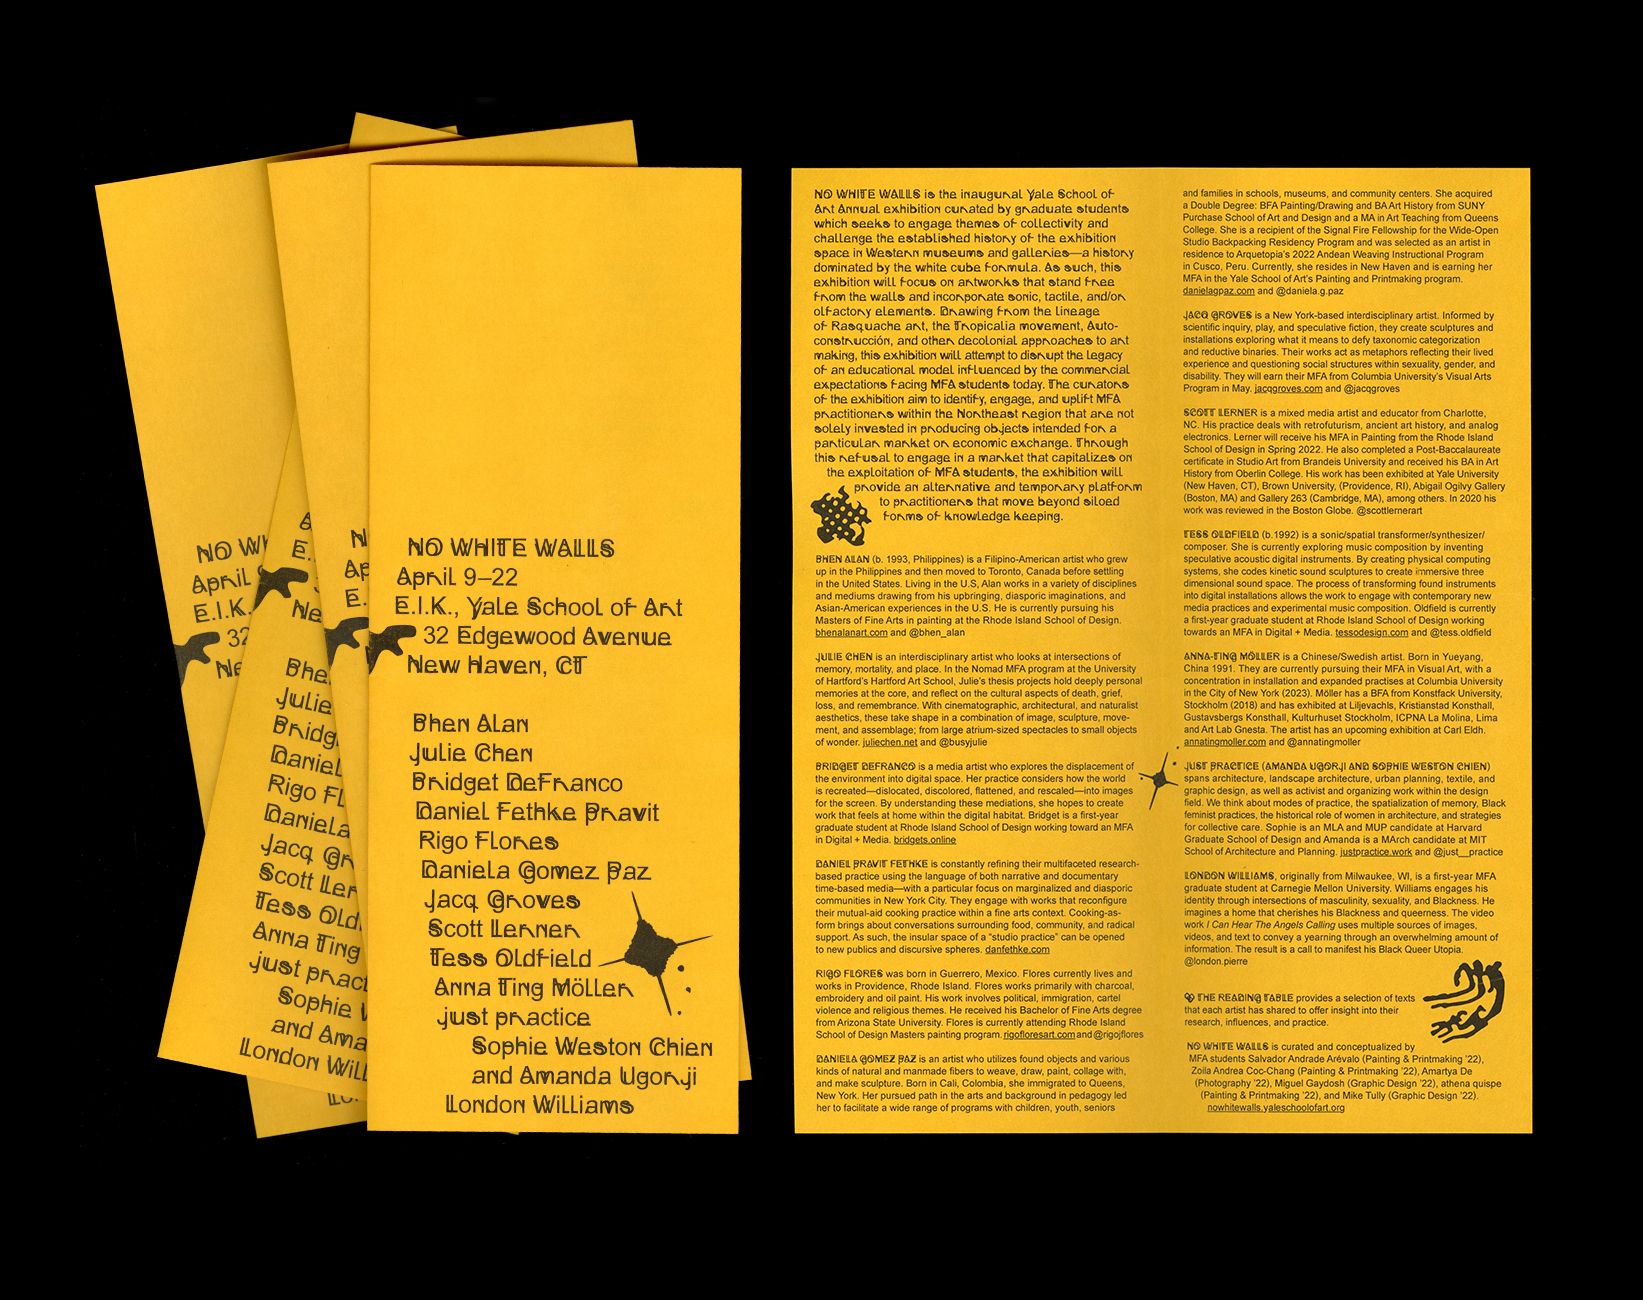 NO WH
April 9
E.I.K.
32
Ne
A
E.
Ne
Bhe
Julie
Bridg
Daniel
Rigo Fl
Daniela
Jacq Gr
Scott Ler
Tess Old
Anna Ting
just pract
Sophie W
and Ama
London Will
N
Ap
E.
NO WHITE WALLS
April 9–22
E.I.K., Yale School of Art
32 Edgewood Avenue
New Haven, CT
Bhen Alan
Julie Chen
Bridget DeFranco
Daniel Fethke Pravit
Rigo Flores
Daniela Gomez Paz
Jacq Groves
Scott Lerner
Tess Oldfield
Anna Ting Möller
just practice
Sophie Weston Chien
and Amanda Ugorji
London Williams
NO WHITE WALLS is the inaugural Yale School of
Art Annual exhibition curated by graduate students
which seeks to engage themes of collectivity and
challenge the established history of the exhibition
space in Western museums and galleries—a history
dominated by the white cube formula. As such, this
exhibition will focus on artworks that stand free
from the walls and incorporate sonic, tactile, and/or
olfactory elements. Drawing from the lineage
of Rasquache art, the Tropicalia movement, Auto-
construcción, and other decolonial approaches to art
making, this exhibition will attempt to disrupt the legacy
of an educational model influenced by the commercial
expectations facing MFA students today. The curators
of the exhibition aim to identify, engage, and uplift MFA
practitioners within the Northeast region that are not
solely invested in producing objects intended for a
particular market or economic exchange. Through
this refusal to engage in a market that capitalizes on
the exploitation of MFA students, the exhibition will
provide an alternative and temporary platform
to practitioners that move beyond siloed
forms of knowledge keeping.
BHEN ALAN (b. 1993, Philippines) is a Filipino-American artist who grew
up in the Philippines and then moved to Toronto, Canada before settling
in the United States. Living in the U.S, Alan works in a variety of disciplines
and mediums drawing from his upbringing, diasporic imaginations, and
Asian-American experiences in the U.S. He is currently pursuing his
Masters of Fine Arts in painting at the Rhode Island School of Design.
bhenalanart.com and @bhen_alan
JULIE CHEN is an interdisciplinary artist who looks at intersections of
memory, mortality, and place. In the Nomad MFA program at the University
of Hartford's Hartford Art School, Julie's thesis projects hold deeply personal
memories at the core, and reflect on the cultural aspects of death, grief,
loss, and remembrance. With cinematographic, architectural, and naturalist
aesthetics, these take shape in a combination of image, sculpture, move-
ment, and assemblage; from large atrium-sized spectacles to small objects
of wonder. juliechen.net and @busyjulie
BRIDGET DEFRANCO is a media artist who explores the displacement of
the environment into digital space. Her practice considers how the world
is recreated—dislocated, discolored, flattened, and rescaled—into images
for the screen. By understanding these mediations, she hopes to create
work that feels at home within the digital habitat. Bridget is a first-year
graduate student at Rhode Island School of Design working toward an MFA
in Digital + Media. bridgets.online
DANIEL PRAVIT FETHKE is constantly refining their multifaceted research-
based practice using the language of both narrative and documentary
time-based media—with a particular focus on marginalized and diasporic
communities in New York City. They engage with works that reconfigure
their mutual-aid cooking practice within a fine arts context. Cooking-as-
form brings about conversations surrounding food, community, and radical
support. As such, the insular space of a "studio practice" can be opened
to new publics and discursive spheres. danfethke.com
RIGO FLORES was born in Guerrero, Mexico. Flores currently lives and
works in Providence, Rhode Island. Flores works primarily with charcoal,
embroidery and oil paint. His work involves political, immigration, cartel
violence and religious themes. He received his Bachelor of Fine Arts degree
from Arizona State University. Flores is currently attending Rhode Island
School of Design Masters painting program. rigofloresart.com and @rigojflores
DANIELA GOMEZ PAZ is an artist who utilizes found objects and various
kinds of natural and manmade fibers to weave, draw, paint, collage with,
and make sculpture. Born in Cali, Colombia, she immigrated to Queens,
New York. Her pursued path in the arts and background in pedagogy led
her to facilitate a wide range of programs with children, youth, seniors
and families in schools, museums, and community centers. She acquired
a Double Degree: BFA Painting/Drawing and BA Art History from SUNY
Purchase School of Art and Design and a MA in Art Teaching from Queens
College. She is a recipient of the Signal Fire Fellowship for the Wide-Open
Studio Backpacking Residency Program and was selected as an artist in
residence to Arquetopia's 2022 Andean Weaving Instructional Program
in Cusco, Peru. Currently, she resides in New Haven and is earning her
MFA in the Yale School of Art's Painting and Printmaking program.
danielagpaz.com and @daniela.g.paz
JACQ GROVES is a New York-based interdisciplinary artist. Informed by
scientific inquiry, play, and speculative fiction, they create sculptures and
installations exploring what it means to defy taxonomic categorization
and reductive binaries. Their works act as metaphors reflecting their lived
experience and questioning social structures within sexuality, gender, and
disability. They will earn their MFA from Columbia University's Visual Arts
Program in May. jacqgroves.com and @jacqgroves
SCOTT LERNER is a mixed media artist and educator from Charlotte,
NC. His practice deals with retrofuturism, ancient art history, and analog
electronics. Lerner will receive his MFA in Painting from the Rhode Island
School of Design in Spring 2022. He also completed a Post-Baccalaureate
certificate in Studio Art from Brandeis University and received his BA in Art
History from Oberlin College. His work has been exhibited at Yale University
(New Haven, CT), Brown University, (Providence, RI), Abigail Ogilvy Gallery
(Boston, MA) and Gallery 263 (Cambridge, MA), among others. In 2020 his
work was reviewed in the Boston Globe. @scottlernerart
TESS OLDFIELD (b.1992) is a sonic/spatial transformer/synthesizer/
composer. She is currently exploring music composition by inventing
speculative acoustic digital instruments. By creating physical computing
systems, she codes kinetic sound sculptures to create immersive three
dimensional sound space. The process of transforming found instruments
into digital installations allows the work to engage with contemporary new
media practices and experimental music composition. Oldfield is currently
a first-year graduate student at Rhode Island School of Design working
towards an MFA in Digital + Media. tessodesign.com and @tess.oldfield
ANNA-TING MÖLLER is a Chinese/Swedish artist. Born in Yueyang,
China 1991. They are currently pursuing their MFA in Visual Art, with a
concentration in installation and expanded practises at Columbia University
in the City of New York (2023). Möller has a BFA from Konstfack University,
Stockholm (2018) and has exhibited at Liljevachls, Kristianstad Konsthall,
Gustavsbergs Konsthall, Kulturhuset Stockholm, ICPNA La Molina, Lima
and Art Lab Gnesta. The artist has an upcoming exhibition at Carl Eldh.
annatingmoller.com and @annatingmoller
JUST PRACTICE (AMANDA UGORJI AND SOPHIE WESTON CHIEN)
spans architecture, landscape architecture, urban planning, textile, and
graphic design, as well as activist and organizing work within the design
field. We think about modes of practice, the spatialization of memory, Black
feminist practices, the historical role of women in architecture, and strategies
for collective care. Sophie is an MLA and MUP candidate at Harvard
Graduate School of Design and Amanda is a MArch candidate at MIT
School of Architecture and Planning. justpractice.work and @just__practice
LONDON WILLIAMS, originally from Milwaukee, WI, is a first-year MFA
graduate student at Carnegie Mellon University. Williams engages his
identity through intersections of masculinity, sexuality, and Blackness. He
imagines a home that cherishes his Blackness and queerness. The video
work I Can Hear The Angels Calling uses multiple sources of images,
videos, and text to convey a yearning through an overwhelming amount of
information. The result is a call to manifest his Black Queer Utopia.
@london.pierre
THE READING TABLE provides a selection of texts
that each artist has shared to offer insight into their
research, influences, and practice.
NO WHITE WALLS is curated and conceptualized by
MFA students Salvador Andrade Arévalo (Painting & Printmaking '22),
Zoila Andrea Coc-Chang (Painting & Printmaking '22), Amartya De
(Photography '22), Miguel Gaydosh (Graphic Design '22), athena quispe
(Painting & Printmaking '22), and Mike Tully (Graphic Design '22).
nowhitewalls.yaleschoolofart.org